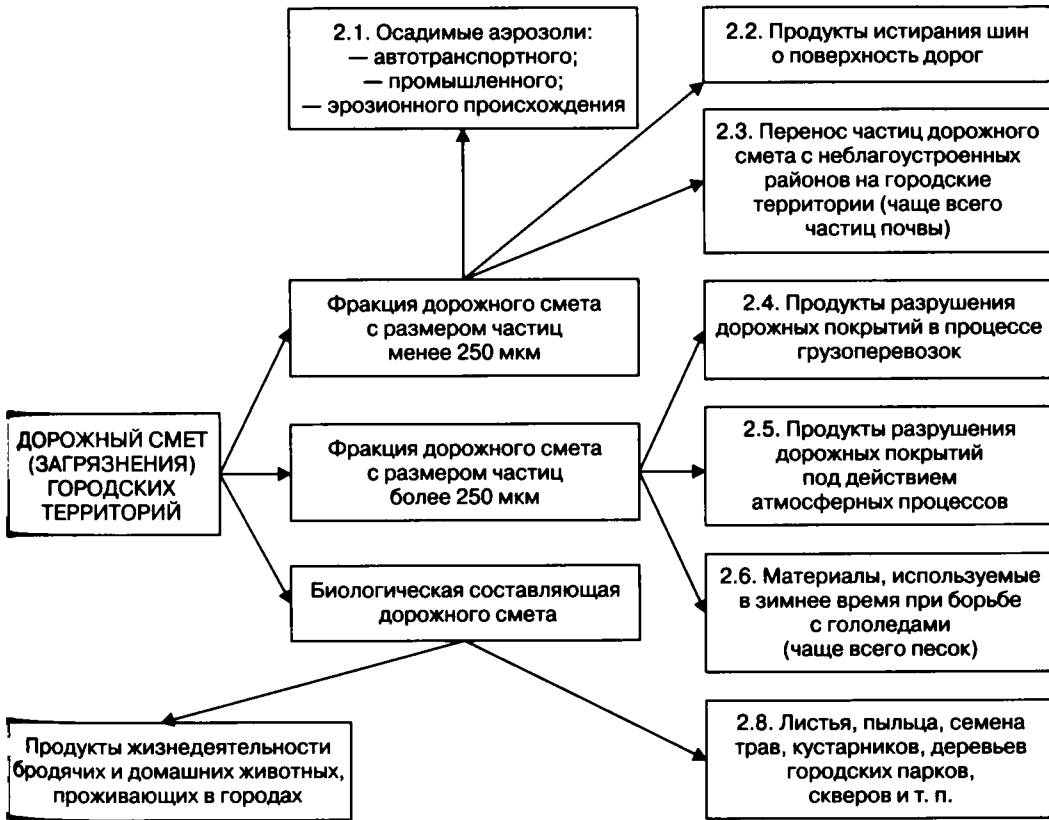 2.1. Осадимые аэрозоли:
— автотранспортного;
— промышленного;
— эрозионного происхождения
2.2. Продукты истирания шин
о поверхность дорог
2.3. Перенос частиц дорожного
смета с неблагоустроенных
районов на городские
территории (чаще всего
частиц почвы)
Фракция дорожного смета
с размером частиц
менее 250 мкм
2.4. Продукты разрушения
дорожных покрытий в процессе
грузоперевозок
ДОРОЖНЫЙ СМЕТ
(ЗАГРЯЗНЕНИЯ)
ГОРОДСКИХ
ТЕРРИТОРИЙ
Фракция дорожного смета
с размером частиц
более 250 мкм
2.5. Продукты разрушения
дорожных покрытий
под действием
атмосферных процессов
Биологическая составляющая
дорожного смета
2.6. Материалы, используемые
в зимнее время при борьбе
с гололедами
(чаще всего песок)
Продукты жизнедеятельности
бродячих и домашних животных,
проживающих в городах
2.8. Листья, пыльца, семена
трав, кустарников, деревьев
городских парков,
скверов и т. п.